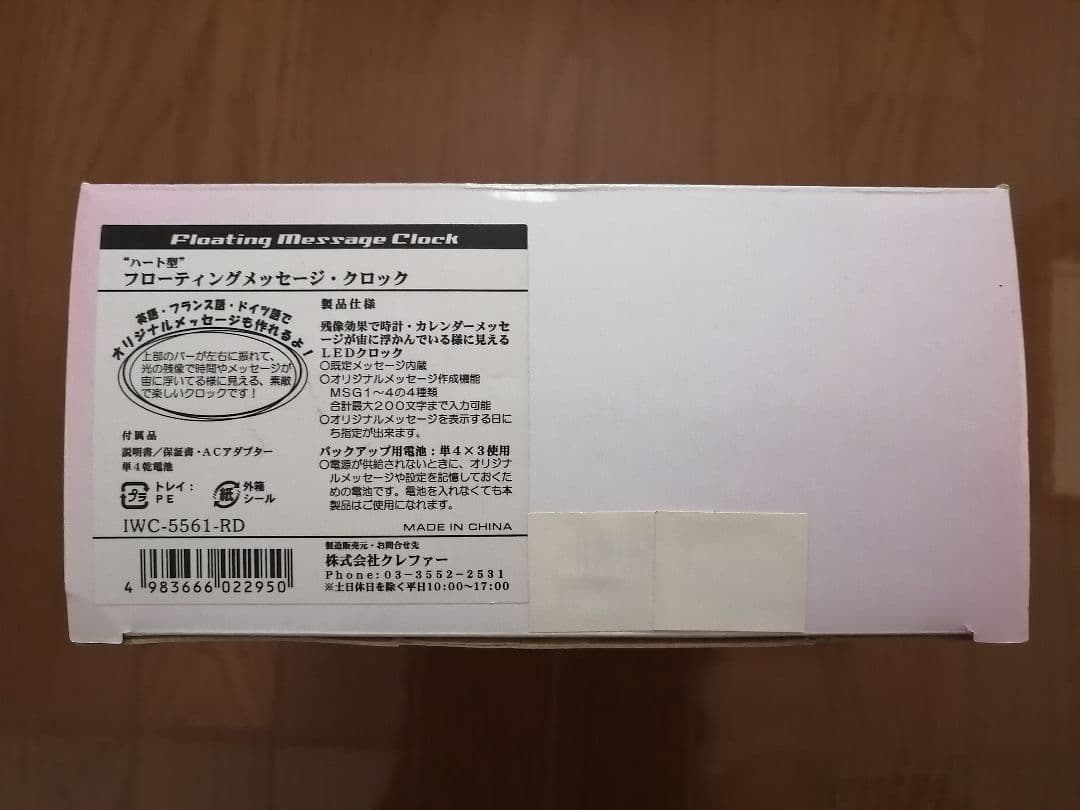 Floating Message Clock
“ハート型”
フローティングメッセージ・クロック
英語・フランス語・ドイツ語で
オリジナルメッセージも作れるよ！
上部のバーが左右に振れて、
光の残像で時間やメッセージが
宙に浮いてる様に見える、素敵
で楽しいクロックです！
付属品
説明書／保証書・ACアダプター
単4乾電池
プラ
トレイ：
PE
紙
外箱
シール
IWC-5561-RD
製品仕様
残像効果で時計・カレンダーメッセ
ージが宙に浮かんでいる様に見える
LEDクロック
○既定メッセージ内蔵
○オリジナルメッセージ作成機能
MSG1～4の4種類
合計最大200文字まで入力可能
○オリジナルメッセージを表示する日に
ち指定が出来ます。
バックアップ用電池：単4×3使用
○電源が供給されないときに、オリジナ
ルメッセージや設定を記憶しておくた
めの電池です。電池を入れなくても本
製品はご使用になれます。
MADE IN CHINA
4 983666 022950
製造販売元・お問合せ先
株式会社クレファー
Phone:03-3552-2531
※土日休日を除く平日10:00～17:00